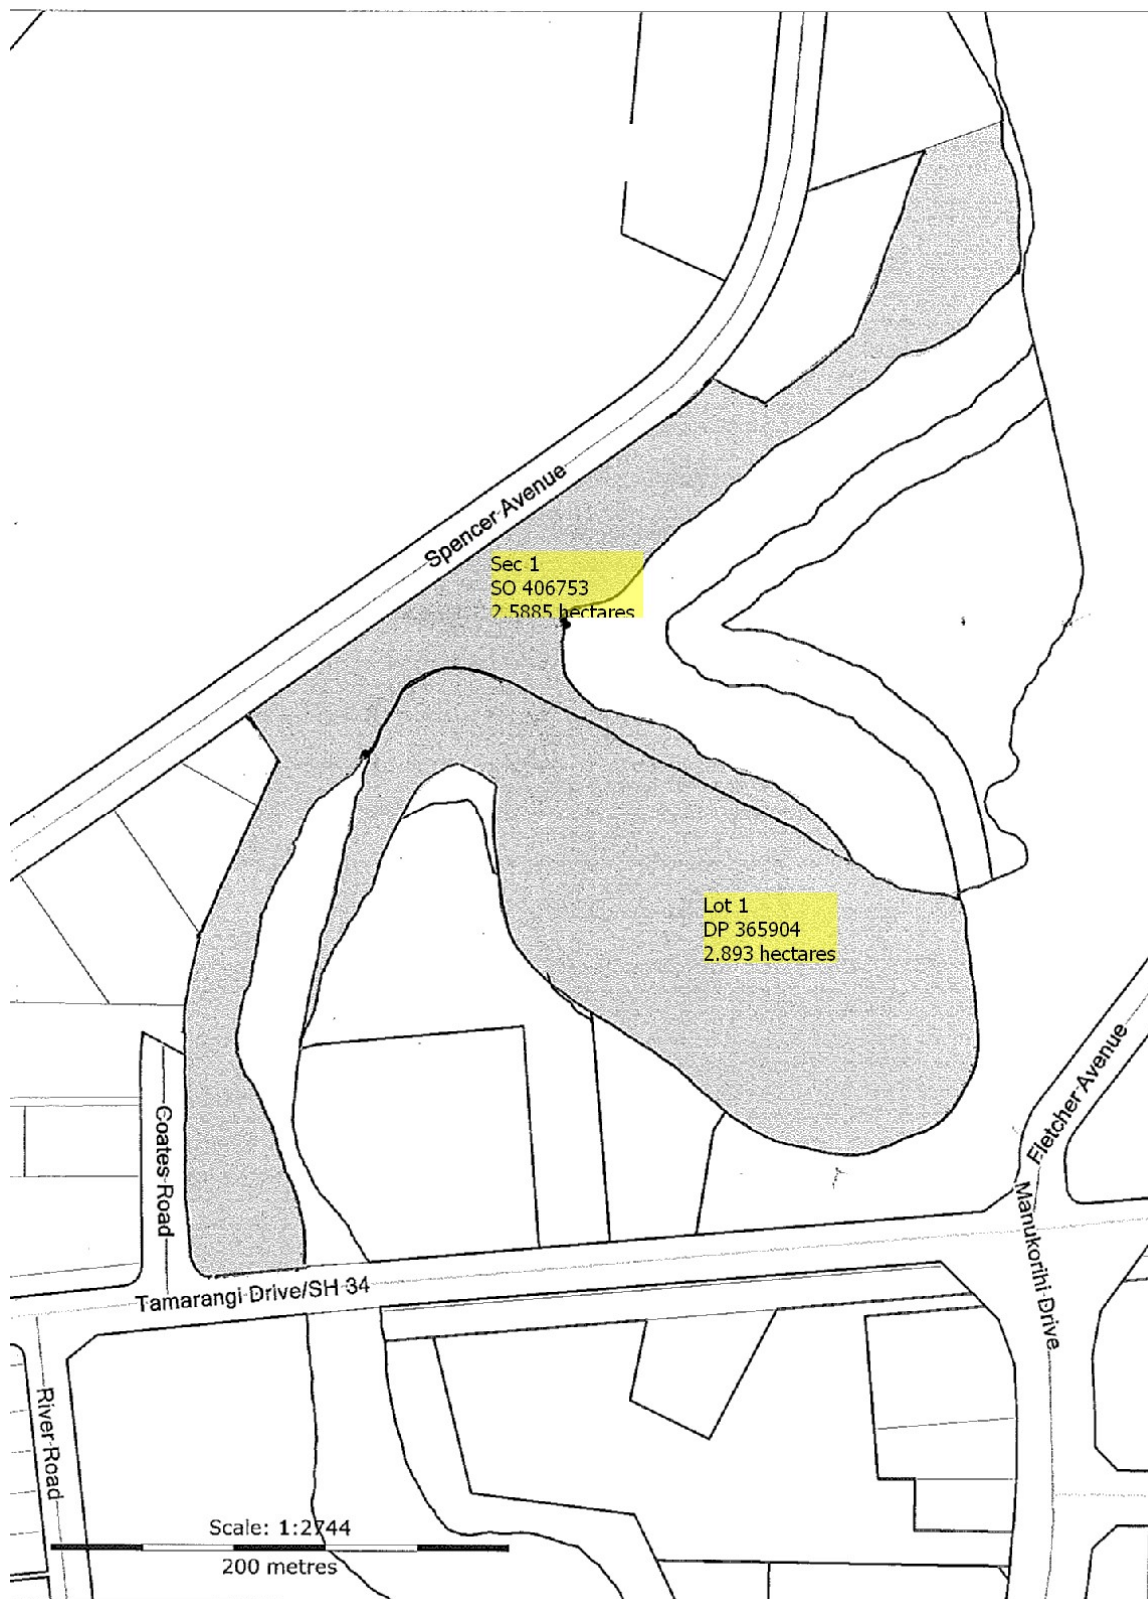 Spencer Avenue
Sec 1
SO 406753
2.5885 hectares
Lot 1
DP 365904
2.893 hectares
Fletcher Avenue
Coates Road
Manukorihi Drive
Tamarangi Drive/SH 34
River Road
Scale: 1:2744
200 metres